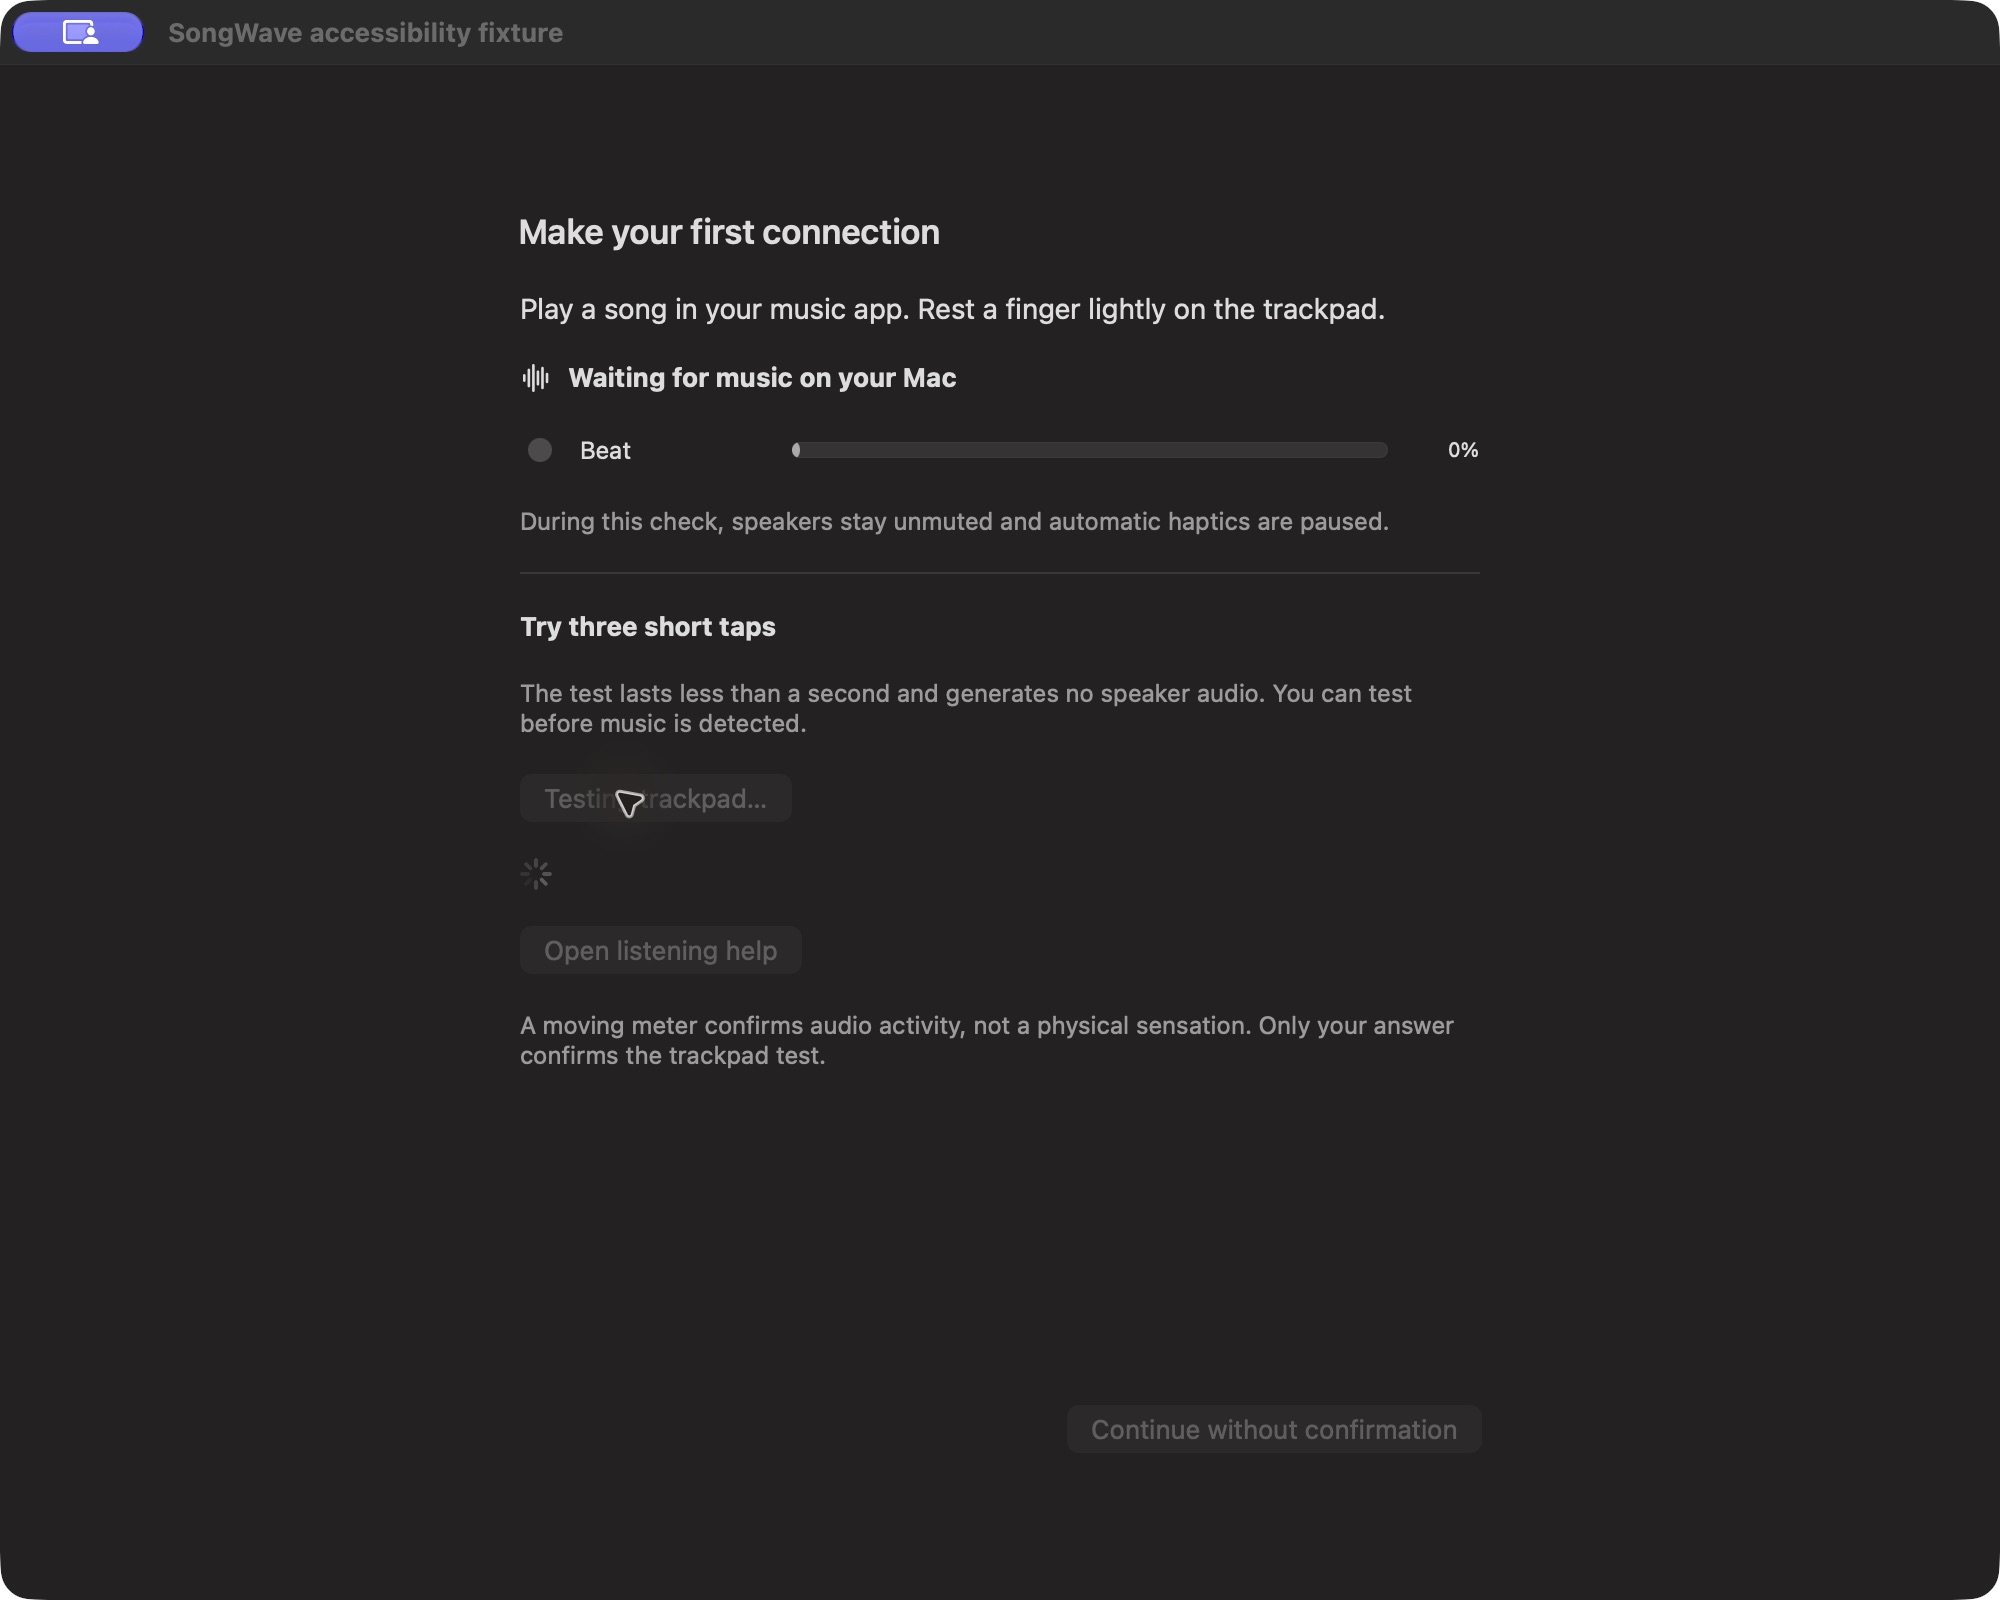 SongWave accessibility fixture
Make your first connection
Play a song in your music app. Rest a finger lightly on the trackpad.
Waiting for music on your Mac
Beat
0%
During this check, speakers stay unmuted and automatic haptics are paused.
Try three short taps
The test lasts less than a second and generates no speaker audio. You can test
before music is detected.
Testing trackpad...
Open listening help
A moving meter confirms audio activity, not a physical sensation. Only your answer
confirms the trackpad test.
Continue without confirmation